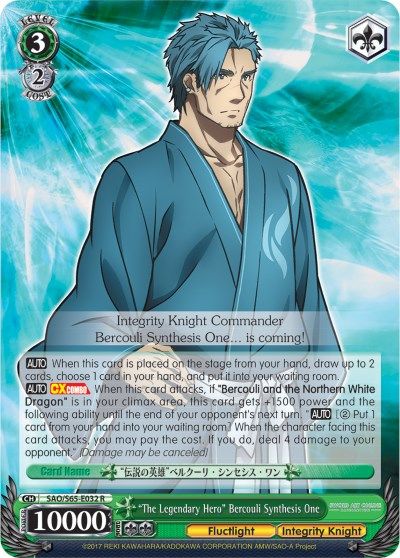 LEVEL
3
2
COST
Integrity Knight Commander
Bercouli Synthesis One... is coming!
AUTO When this card is placed on the stage from your hand, draw up to 2
cards, choose 1 card in your hand, and put it into your waiting room.
AUTO CXCOMBO When this card attacks, if "Bercouli and the Northern White
Dragon" is in your climax area, this card gets +1500 power and the
following ability until the end of your opponent's next turn. "AUTO [② Put 1
card from your hand into your waiting room] When the character facing this
card attacks, you may pay the cost. If you do, deal 4 damage to your
opponent." (Damage may be canceled)
Card Name
"伝説の英雄"ベルクーリ・シンセシス・ワン
CH
SAO/S65-E032 R
"The Legendary Hero" Bercouli Synthesis One
10000
Fluctlight
Integrity Knight
©2017 REKI KAWAHARA/KADOKAWA CORPORATION AMW/SAO-A Project